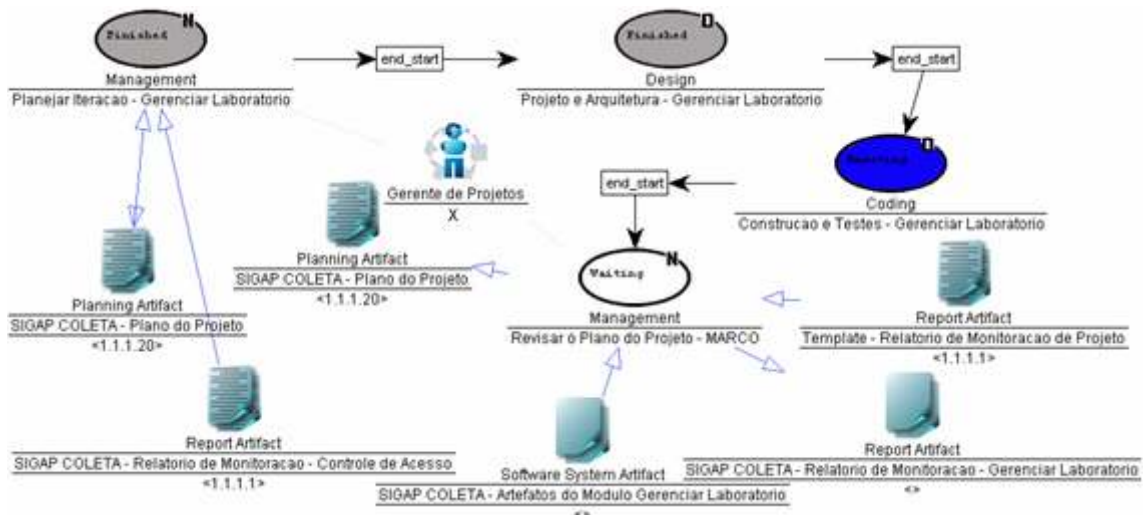 N
Finished
Management
Planejar Iteracao - Gerenciar Laboratorio
end_start
Finished
Design
Projeto e Arquitetura - Gerenciar Laboratorio
end_start
Coding
Construcao e Testes - Gerenciar Laboratorio
end_start
Gerente de Projetos
X
Planning Artifact
SIGAP COLETA - Plano do Projeto
<1.1.1.20>
Planning Artifact
SIGAP COLETA - Plano do Projeto
<1.1.1.20>
N
Waiting
Management
Revisar o Plano do Projeto - MARCO
Report Artifact
Template - Relatorio de Monitoracao de Projeto
<1.1.1.1>
Report Artifact
SIGAP COLETA - Relatorio de Monitoracao - Controle de Acesso
<1.1.1.1>
Software System Artifact
SIGAP COLETA - Artefatos do Modulo Gerenciar Laboratorio
<>
Report Artifact
SIGAP COLETA - Relatorio de Monitoracao - Gerenciar Laboratorio
<>